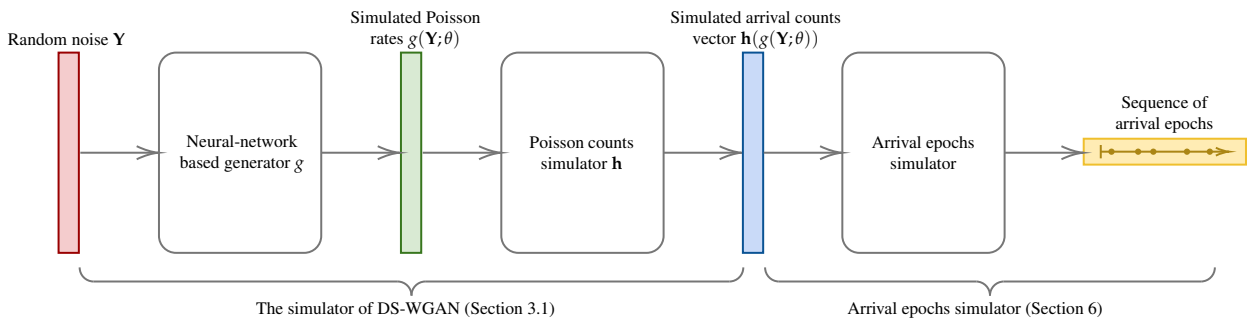 Random noise Y
Simulated Poisson
rates g(Y;θ)
Simulated arrival counts
vector h(g(Y;θ))
Neural-network
based generator g
Poisson counts
simulator h
Arrival epochs
simulator
Sequence of
arrival epochs
The simulator of DS-WGAN (Section 3.1)
Arrival epochs simulator (Section 6)